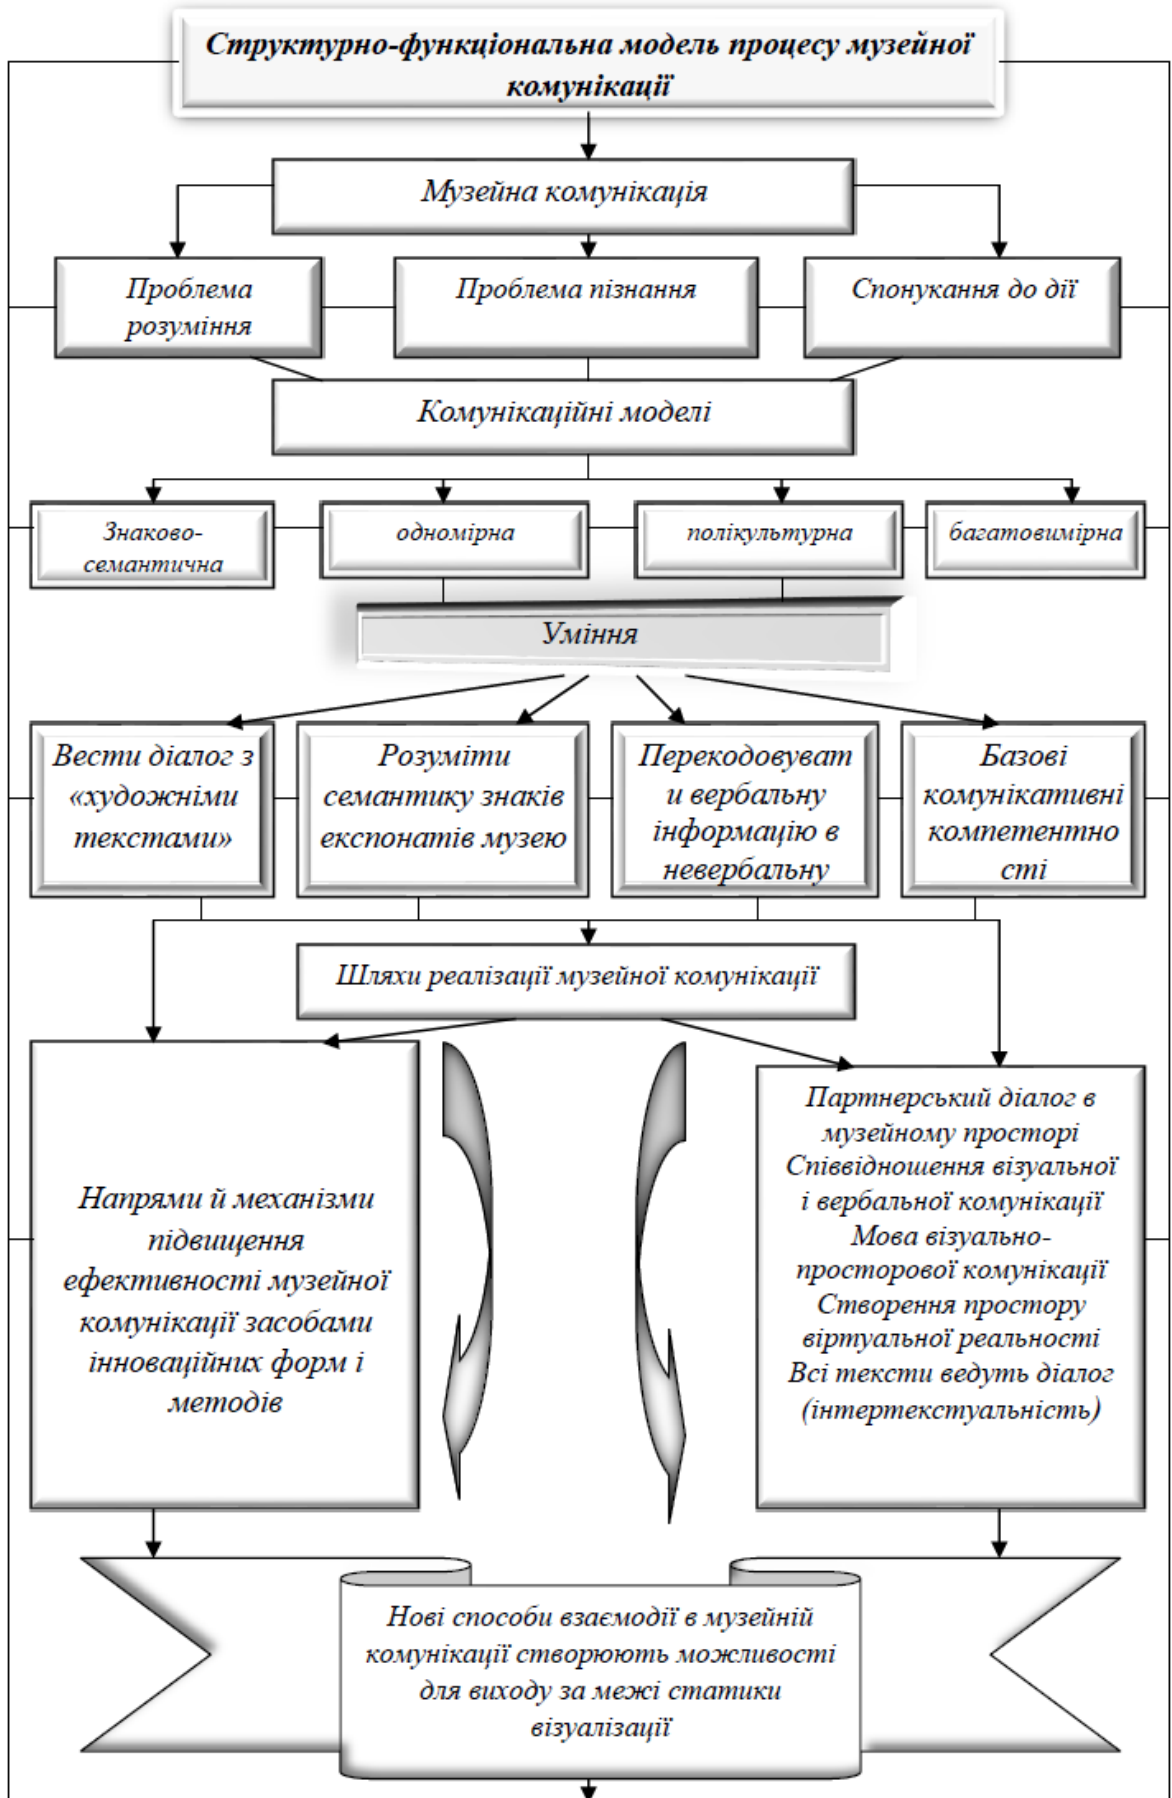 Структурно-функціональна модель процесу музейної
комунікації
Музейна комунікація
Проблема
розуміння
Проблема пізнання
Спонукання до дії
Комунікаційні моделі
Знаково-
семантична
одномірна
полікультурна
багатовимірна
Уміння
Вести діалог з
«художніми
текстами»
Розуміти
семантику знаків
експонатів музею
Перекодовуват
и вербальну
інформацію в
невербальну
Базові
комунікативні
компетентно
сті
Шляхи реалізації музейної комунікації
Напрями й механізми
підвищення
ефективності музейної
комунікації засобами
інноваційних форм і
методів
Партнерський діалог в
музейному просторі
Співвідношення візуальної
і вербальної комунікації
Мова візуально-
просторової комунікації
Створення простору
віртуальної реальності
Всі тексти ведуть діалог
(інтертекстуальність)
Нові способи взаємодії в музейній
комунікації створюють можливості
для виходу за межі статики
візуалізації